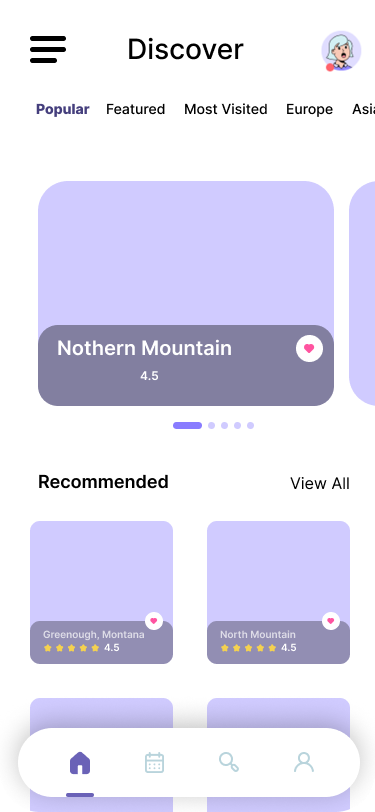 Discover
Popular Featured Most Visited Europe Asia
Nothern Mountain
4.5
Recommended View All
Greenough, Montana
4.5
North Mountain
4.5